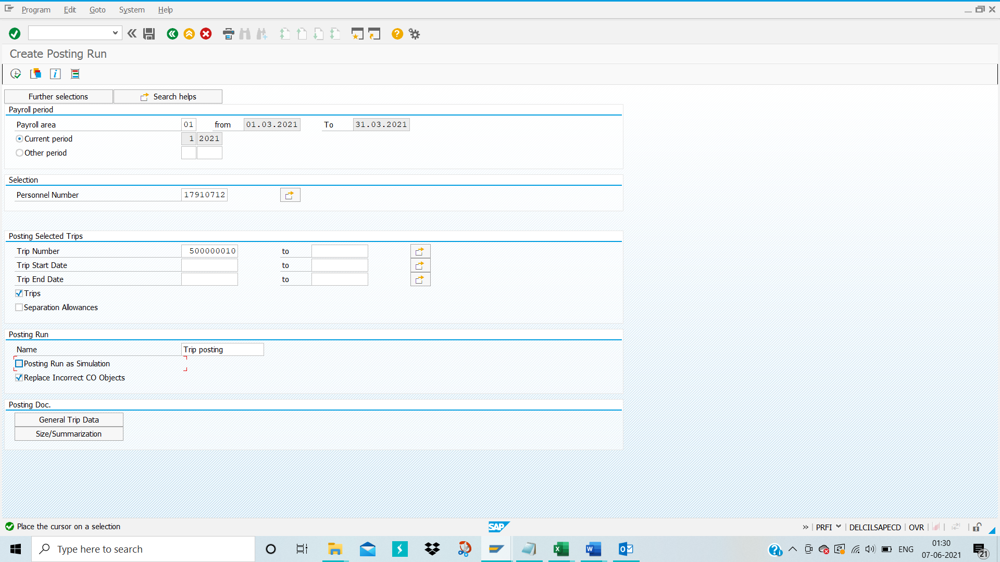 Program Edit Goto System Help
Create Posting Run
Further selections Search helps
Payroll period
Payroll area 01 from 01.03.2021 To 31.03.2021
Current period 1 2021
Other period
Selection
Personnel Number 17910712
Posting Selected Trips
Trip Number 500000010 to
Trip Start Date to
Trip End Date to
Trips
Separation Allowances
Posting Run
Name Trip posting
Posting Run as Simulation
Replace Incorrect CO Objects
Posting Doc.
General Trip Data
Size/Summarization
Place the cursor on a selection SAP PRFI DELCILSAPECD OVR
Type here to search ENG 01:30
07-06-2021 21